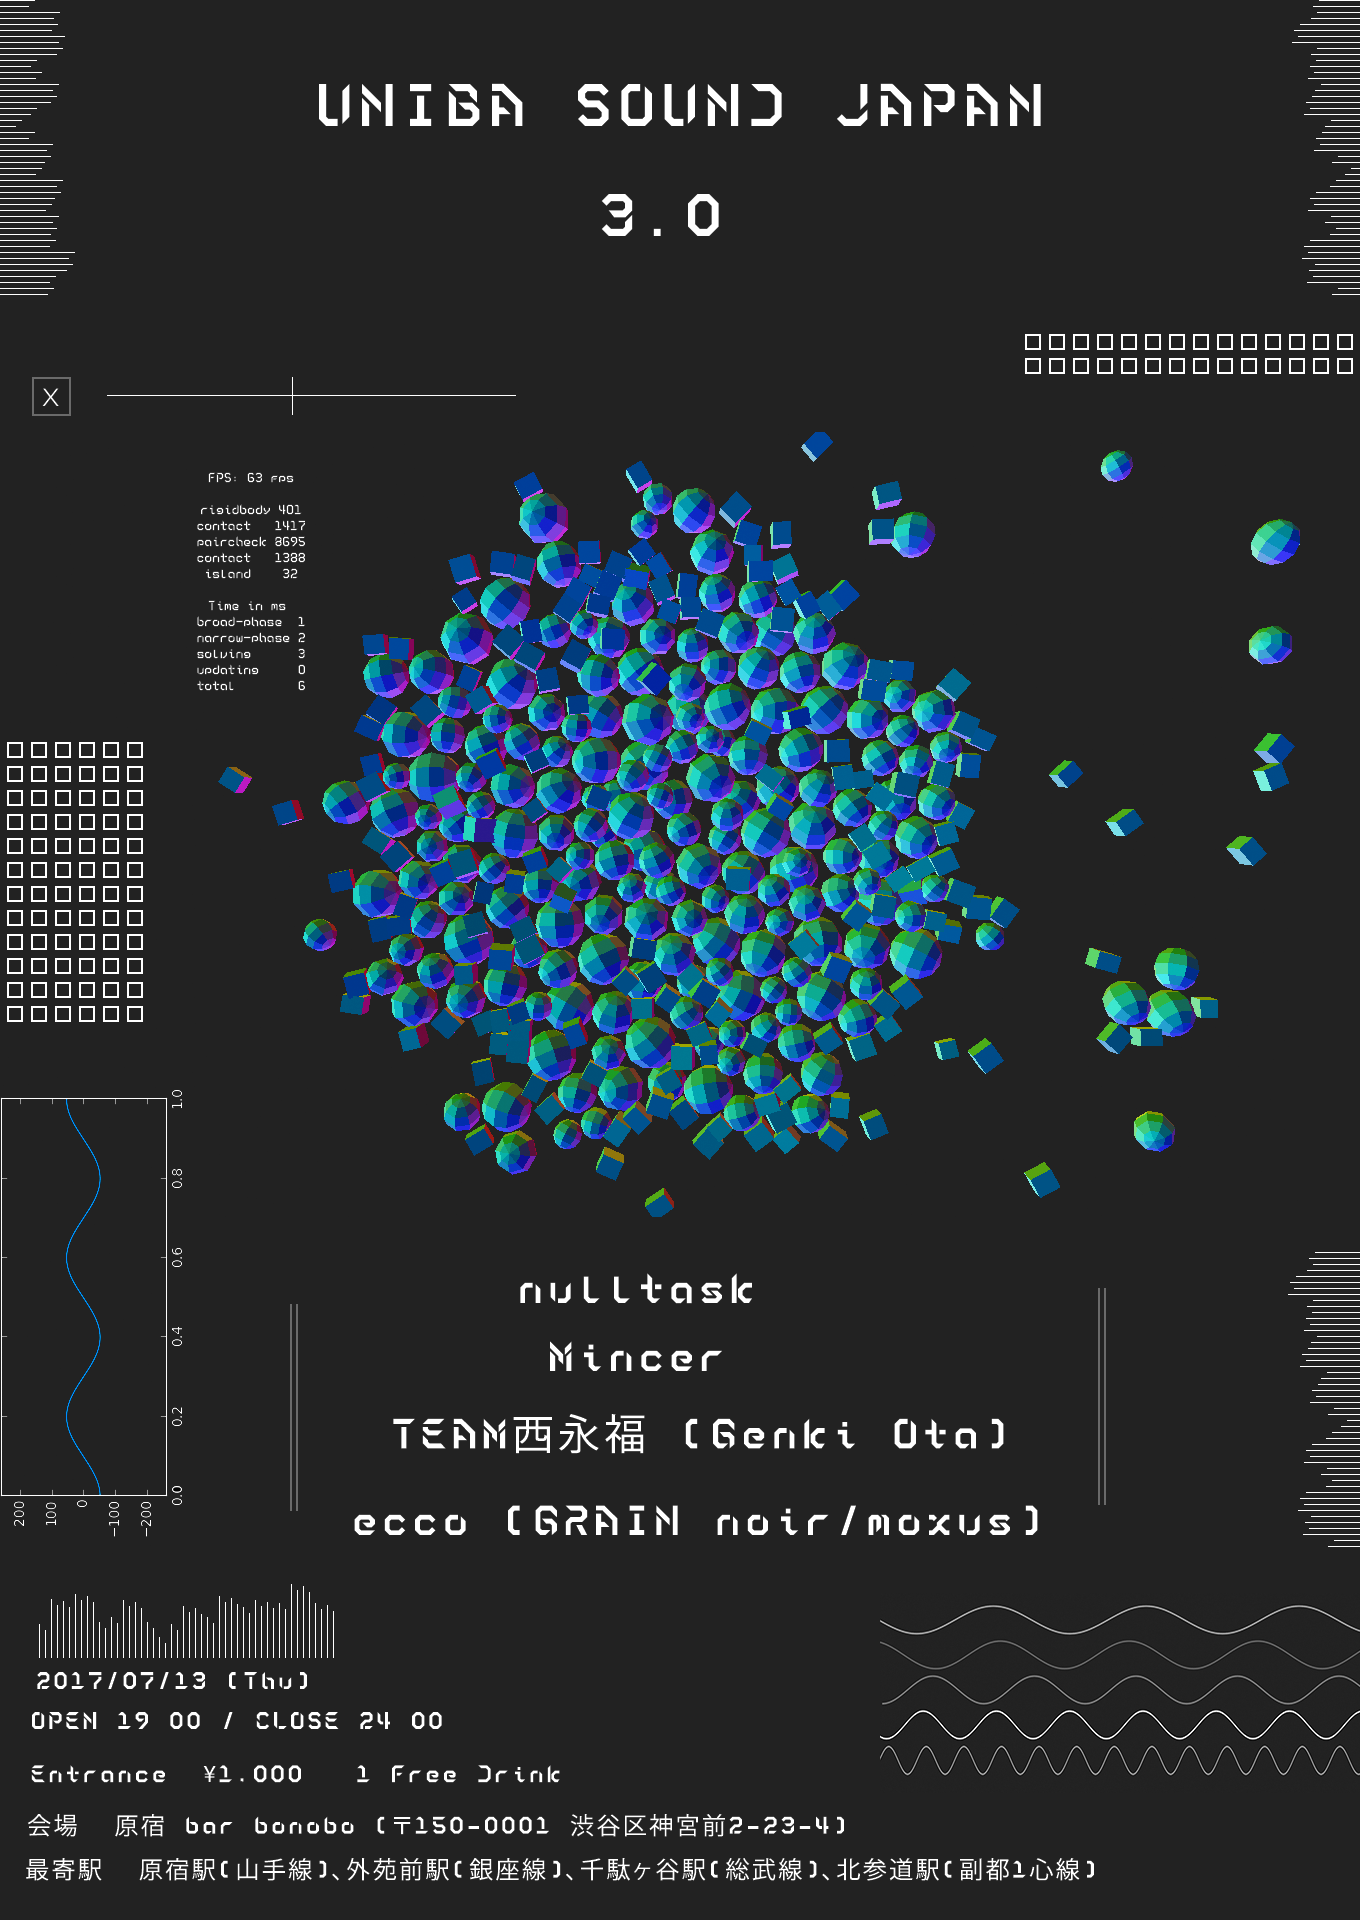 UNIBA SOUND JAPAN
3.0
X
FPS: 63 fps
rigidbody 401
contact 1417
paircheck 8695
contact 1388
island 32
Time in ms
broad-phase 1
narrow-phase 2
solving 3
updating 0
total 6
1.0
0.8
0.6
0.4
0.2
0.0
200 100 0 −100 −200
nulltask
Mincer
TEAM西永福 (Genki Ota)
ecco (GRAIN noir/moxus)
2017/07/13 (Thu)
OPEN 19 00 / CLOSE 24 00
Entrance ¥1.000 1 Free Drink
会場 原宿 bar bonobo (〒150-0001 渋谷区神宮前2-23-4)
最寄駅 原宿駅(山手線)、外苑前駅(銀座線)、千駄ヶ谷駅(総武線)、北参道駅(副都1心線)